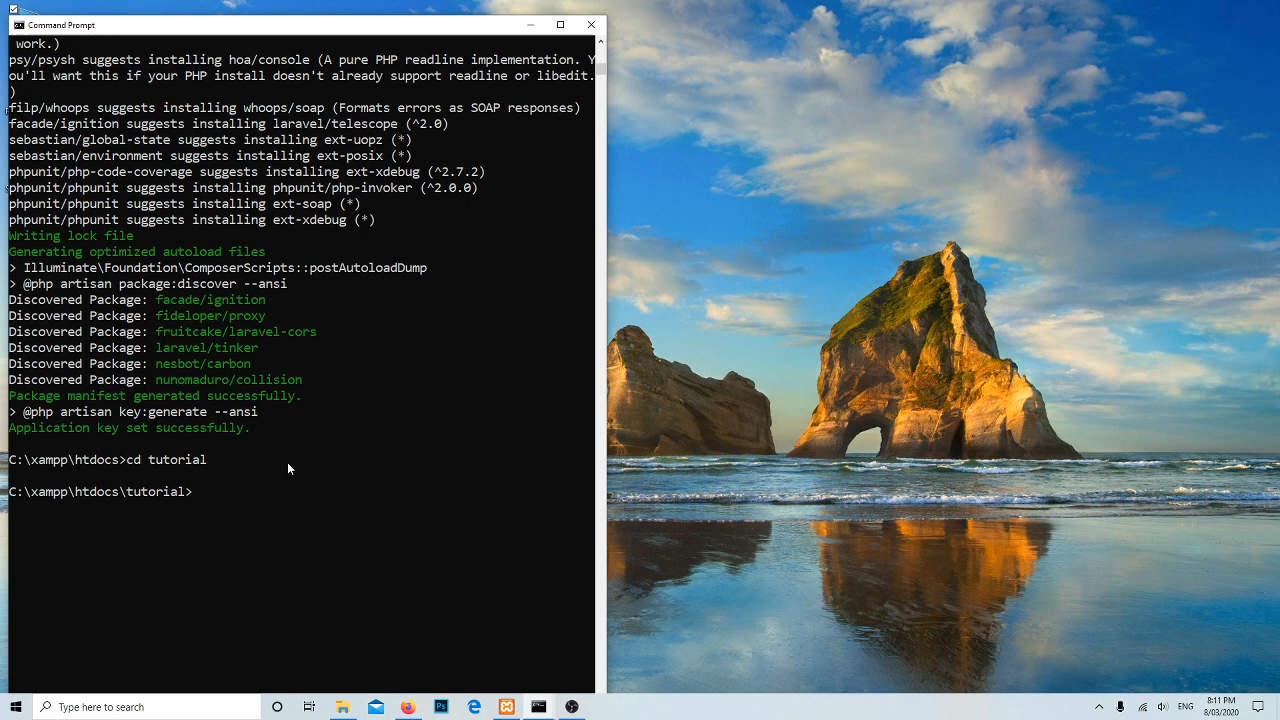 Command Prompt
work.)
psy/psysh suggests installing hoa/console (A pure PHP readline implementation. Y
ou'll want this if your PHP install doesn't already support readline or libedit.
)
filp/whoops suggests installing whoops/soap (Formats errors as SOAP responses)
facade/ignition suggests installing laravel/telescope (^2.0)
sebastian/global-state suggests installing ext-uopz (*)
sebastian/environment suggests installing ext-posix (*)
phpunit/php-code-coverage suggests installing ext-xdebug (^2.7.2)
phpunit/phpunit suggests installing phpunit/php-invoker (^2.0.0)
phpunit/phpunit suggests installing ext-soap (*)
phpunit/phpunit suggests installing ext-xdebug (*)
Writing lock file
Generating optimized autoload files
> Illuminate\Foundation\ComposerScripts::postAutoloadDump
> @php artisan package:discover --ansi
Discovered Package: facade/ignition
Discovered Package: fideloper/proxy
Discovered Package: fruitcake/laravel-cors
Discovered Package: laravel/tinker
Discovered Package: nesbot/carbon
Discovered Package: nunomaduro/collision
Package manifest generated successfully.
> @php artisan key:generate --ansi
Application key set successfully.
C:\xampp\htdocs>cd tutorial
C:\xampp\htdocs\tutorial>
Type here to search
Ps
ENG
8:11 PM
8/03/2020